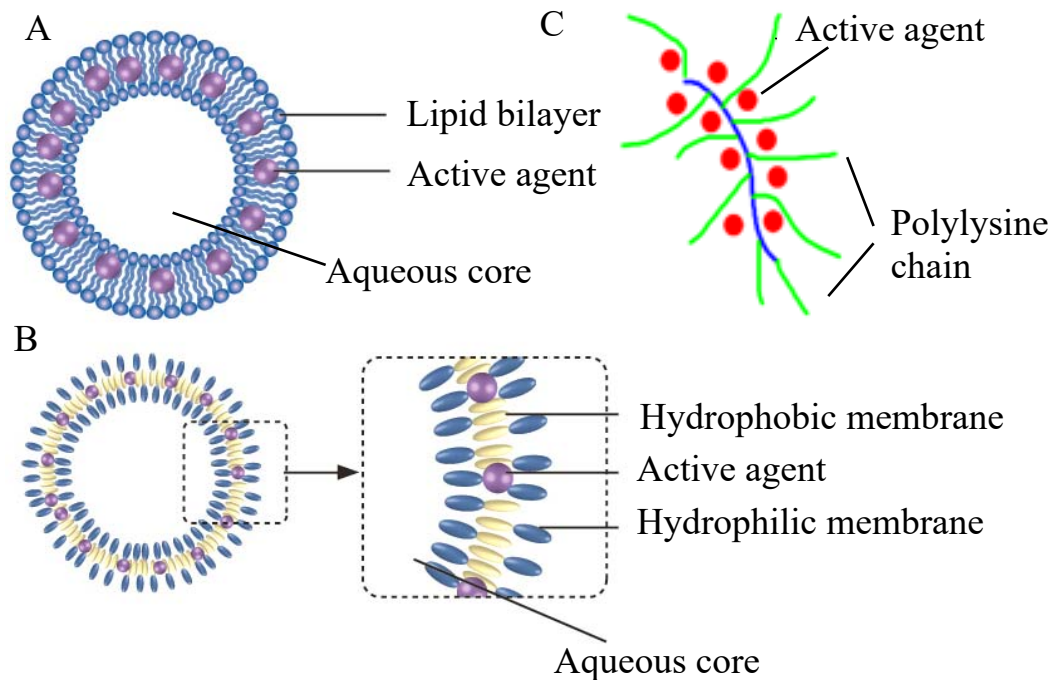 A
Lipid bilayer
Active agent
Aqueous core
C
Active agent
Polylysine
chain
B
Hydrophobic membrane
Active agent
Hydrophilic membrane
Aqueous core